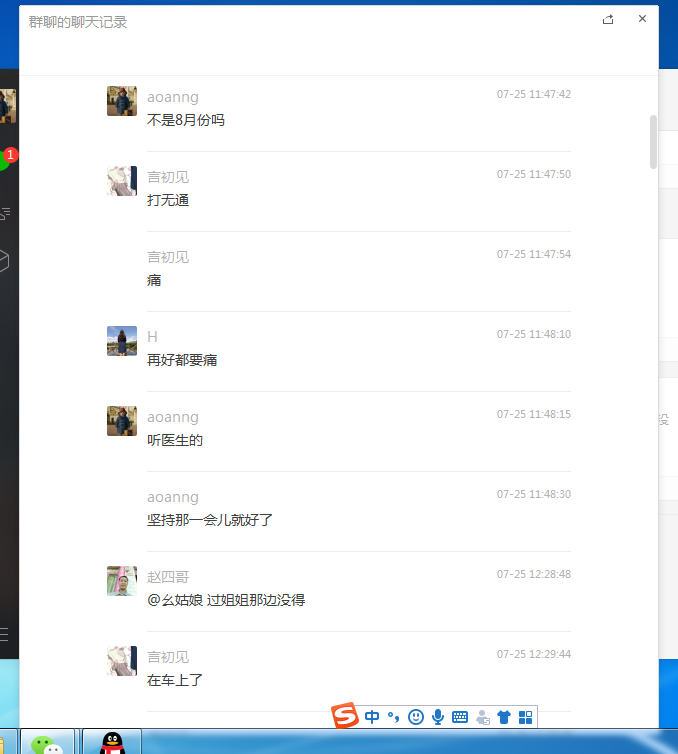 群聊的聊天记录
1
aoanng
07-25 11:47:42
不是8月份吗
言初见
07-25 11:47:50
打无通
言初见
07-25 11:47:54
痛
H
07-25 11:48:10
再好都要痛
aoanng
07-25 11:48:15
听医生的
没
aoanng
07-25 11:48:30
坚持那一会儿就好了
赵四哥
07-25 12:28:48
@幺姑娘 过姐姐那边没得
言初见
07-25 12:29:44
在车上了
S 中